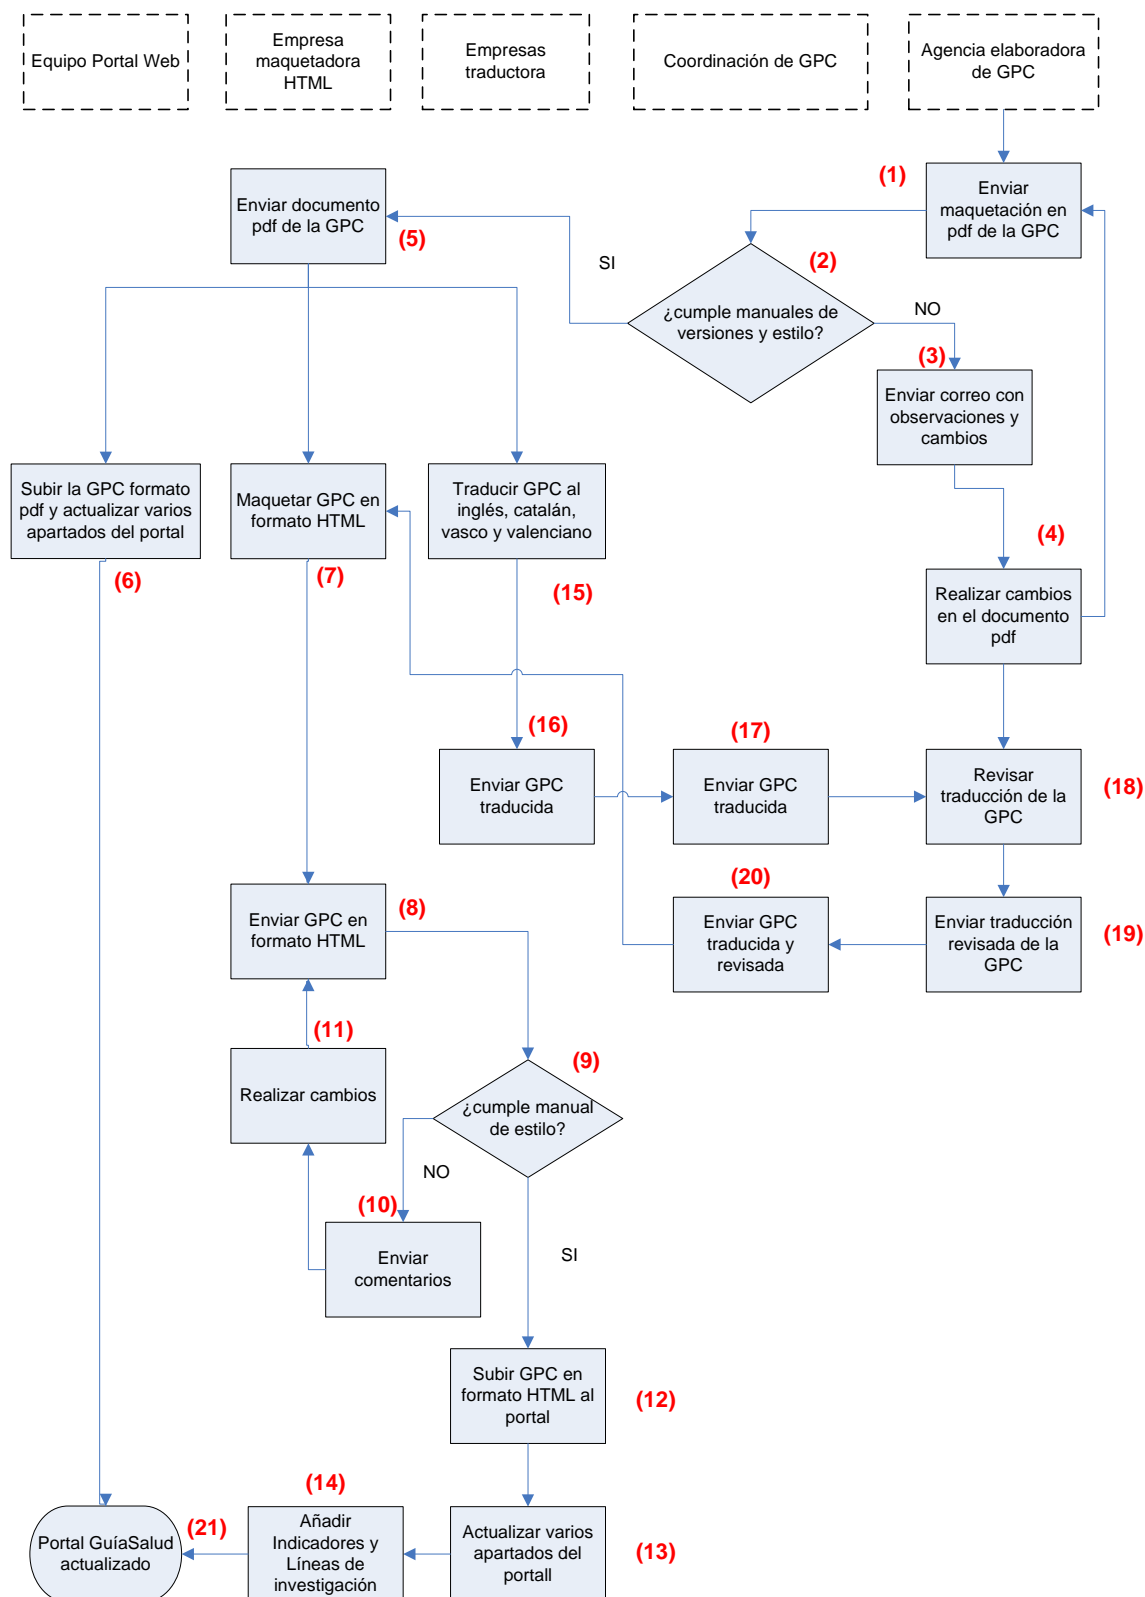 Equipo Portal Web
Empresa
maquetadora
HTML
Empresas
traductora
Coordinación de GPC
Agencia elaboradora
de GPC
(1)
Enviar
maquetación en
pdf de la GPC
Enviar documento
pdf de la GPC
(5)
SI
(2)
¿cumple manuales de
versiones y estilo?
NO
(3)
Enviar correo con
observaciones y
cambios
Subir la GPC formato
pdf y actualizar varios
apartados del portal
(6)
Maquetar GPC en
formato HTML
(7)
Traducir GPC al
inglés, catalán,
vasco y valenciano
(15)
(4)
Realizar cambios
en el documento
pdf
(16)
Enviar GPC
traducida
(17)
Enviar GPC
traducida
Revisar
traducción de la
GPC
(18)
Enviar GPC en
formato HTML
(8)
(20)
Enviar GPC
traducida y
revisada
Enviar traducción
revisada de la
GPC
(19)
(11)
Realizar cambios
(9)
¿cumple manual
de estilo?
NO
(10)
Enviar
comentarios
SI
Subir GPC en
formato HTML al
portal
(12)
(14)
Portal GuíaSalud
actualizado
(21)
Añadir
Indicadores y
Líneas de
investigación
Actualizar varios
apartados del
portall
(13)